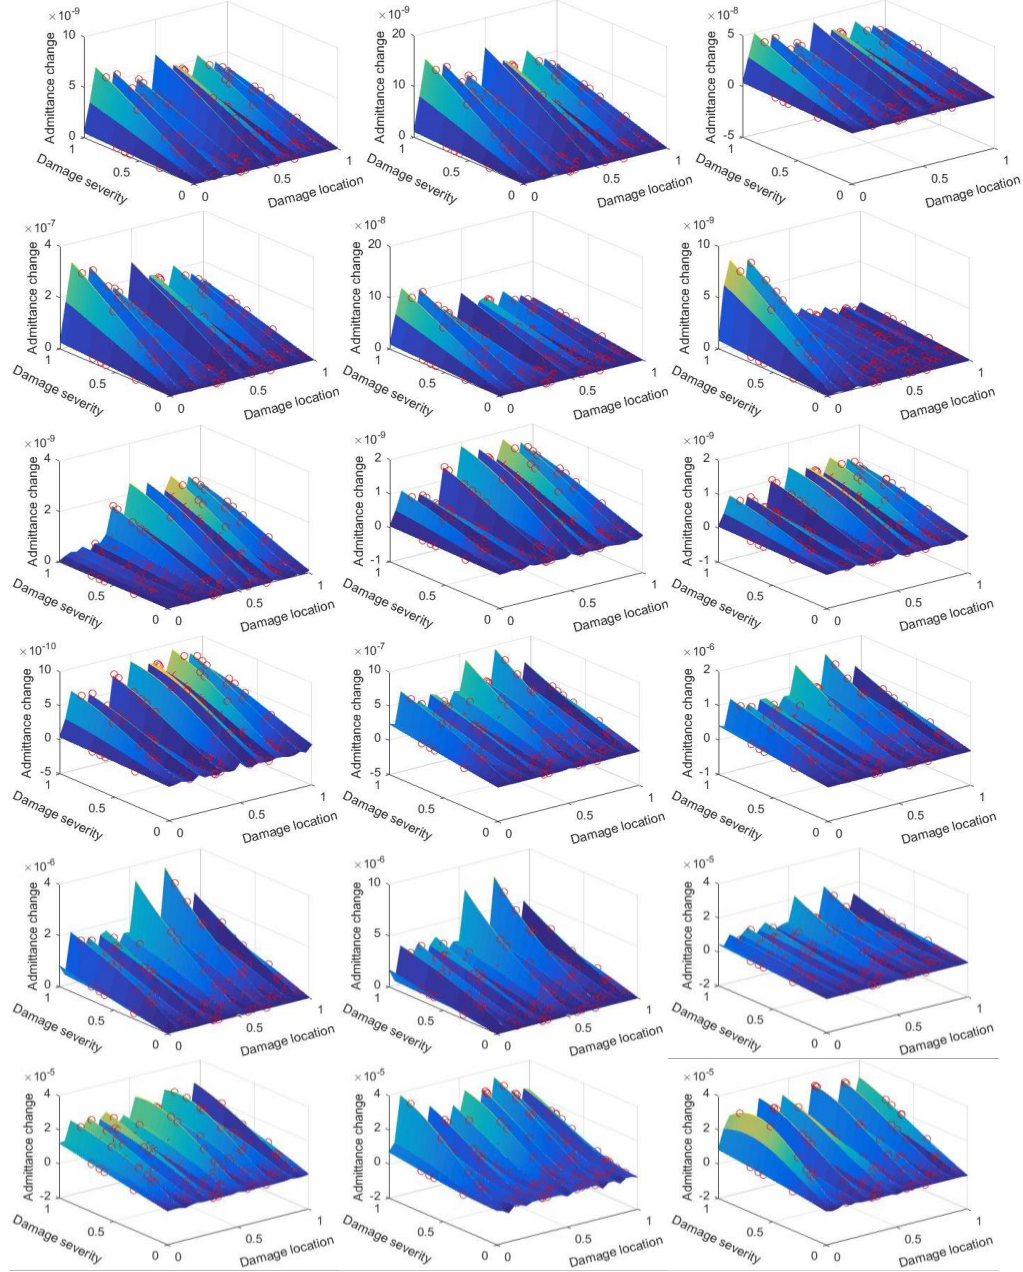 ×10⁻⁹ ×10⁻⁹ ×10⁻⁸
10 20 5
5 10 0
0 0 -5
1 0.5 0 0 0.5 1
1 0.5 0 0 0.5 1
1 0.5 0 0 0.5 1
Admittance change Damage severity Damage location
Admittance change Damage severity Damage location
Admittance change Damage severity Damage location
×10⁻⁷ ×10⁻⁸ ×10⁻⁹
4 20 10
2 10 5
0 0 0
1 0.5 0 0 0.5 1
1 0.5 0 0 0.5 1
1 0.5 0 0 0.5 1
Admittance change Damage severity Damage location
Admittance change Damage severity Damage location
Admittance change Damage severity Damage location
×10⁻⁹ ×10⁻⁹ ×10⁻⁹
4 2 2
2 1 1
0 0 0
-1 -1
1 0.5 0 0 0.5 1
1 0.5 0 0 0.5 1
1 0.5 0 0 0.5 1
Admittance change Damage severity Damage location
Admittance change Damage severity Damage location
Admittance change Damage severity Damage location
×10⁻¹⁰ ×10⁻⁷ ×10⁻⁶
10 10 2
5 5 1
0 0 0
-5 -5 -1
1 0.5 0 0 0.5 1
1 0.5 0 0 0.5 1
1 0.5 0 0 0.5 1
Admittance change Damage severity Damage location
Admittance change Damage severity Damage location
Admittance change Damage severity Damage location
×10⁻⁶ ×10⁻⁶ ×10⁻⁵
4 10 4
2 5 2
0 0 0
-2
1 0.5 0 0 0.5 1
1 0.5 0 0 0.5 1
1 0.5 0 0 0.5 1
Admittance change Damage severity Damage location
Admittance change Damage severity Damage location
Admittance change Damage severity Damage location
×10⁻⁵ ×10⁻⁵ ×10⁻⁵
4 4 4
2 2 2
0 0 0
-2 -2 -2
1 0.5 0 0 0.5 1
1 0.5 0 0 0.5 1
1 0.5 0 0 0.5 1
Admittance change Damage severity Damage location
Admittance change Damage severity Damage location
Admittance change Damage severity Damage location